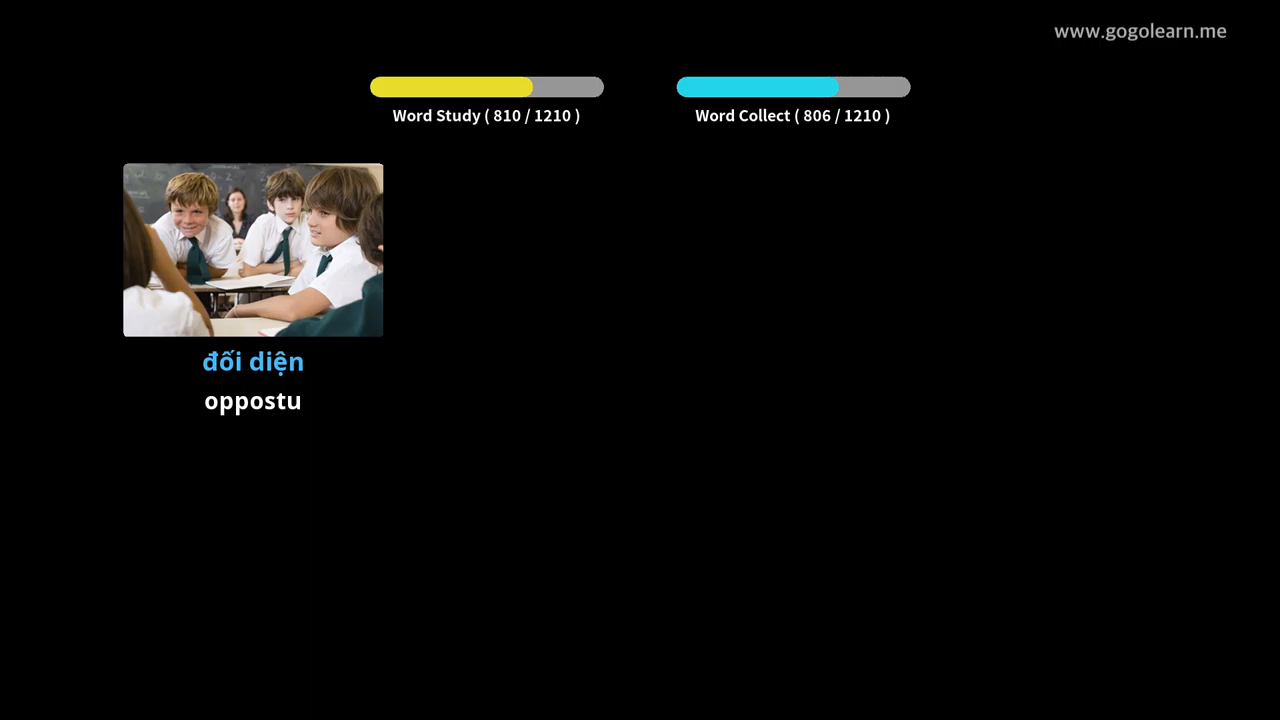 www.gogolearn.me
Word Study ( 810 / 1210 )
Word Collect ( 806 / 1210 )
đối diện
oppostu